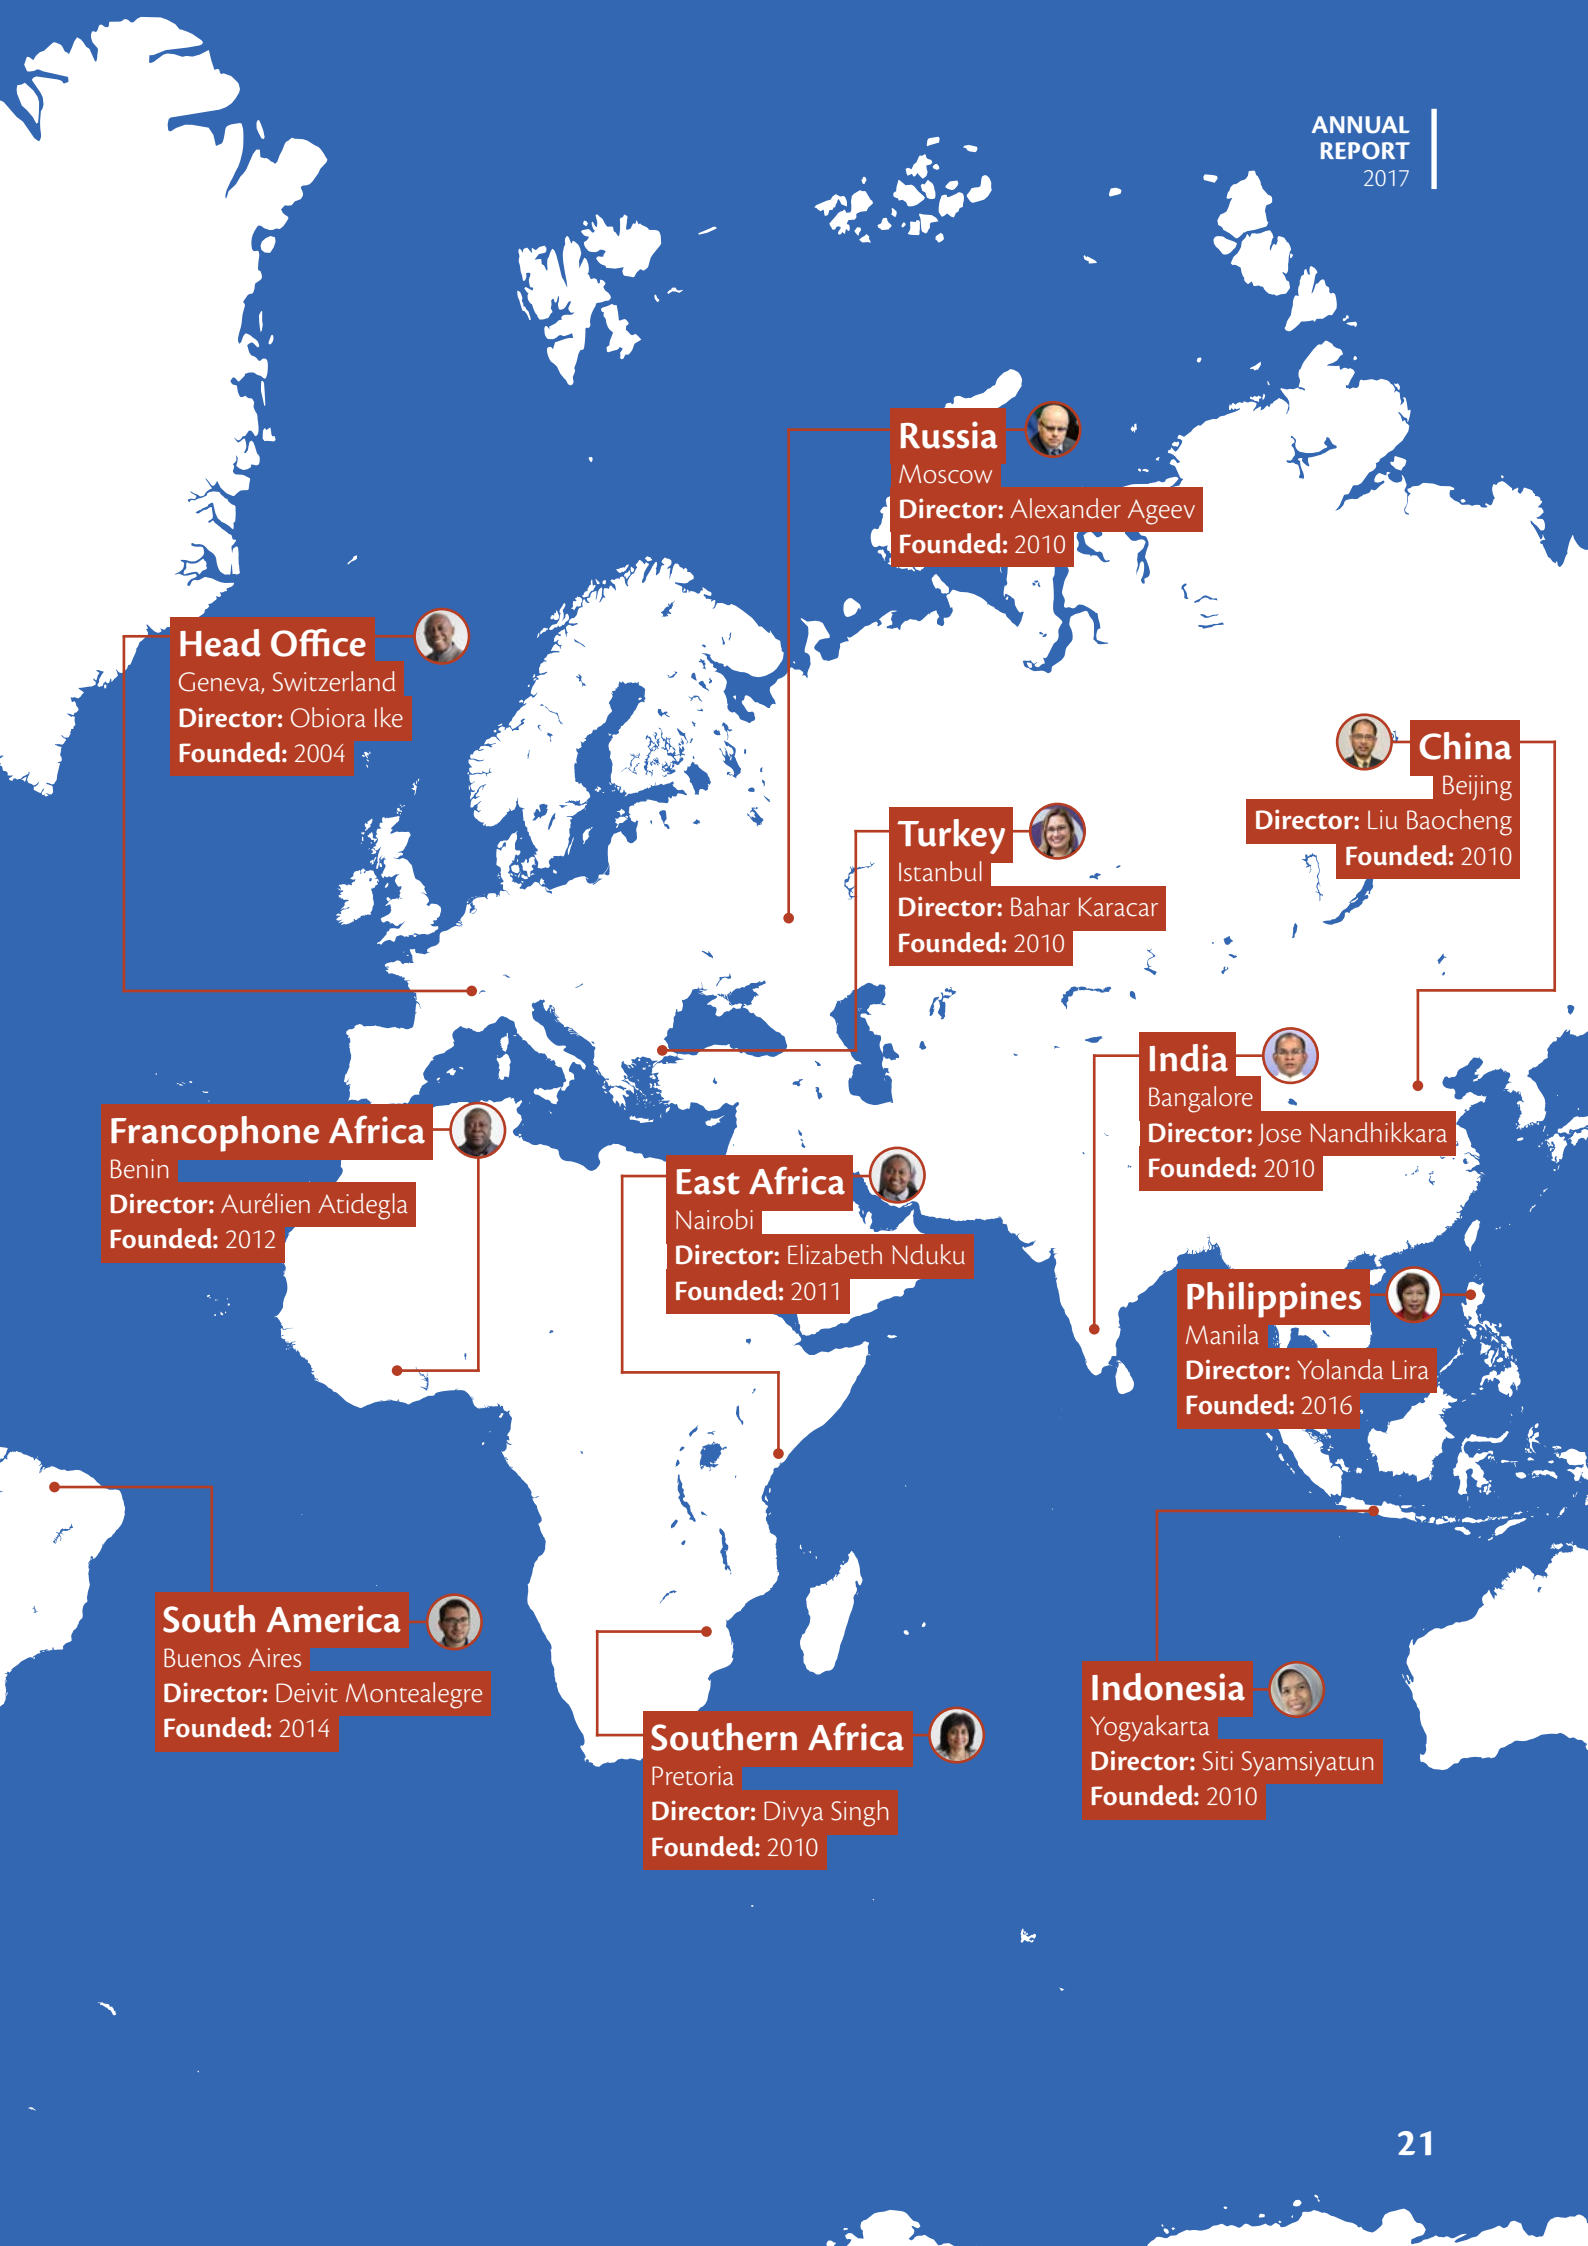 ANNUAL
REPORT
2017
Russia
Moscow
Director: Alexander Ageev
Founded: 2010
Head Office
Geneva, Switzerland
Director: Obiora Ike
Founded: 2004
China
Beijing
Director: Liu Baocheng
Founded: 2010
Turkey
Istanbul
Director: Bahar Karacar
Founded: 2010
India
Bangalore
Director: Jose Nandhikkara
Founded: 2010
Francophone Africa
Benin
Director: Aurélien Atidegla
Founded: 2012
East Africa
Nairobi
Director: Elizabeth Nduku
Founded: 2011
Philippines
Manila
Director: Yolanda Lira
Founded: 2016
South America
Buenos Aires
Director: Deivit Montealegre
Founded: 2014
Indonesia
Yogyakarta
Director: Siti Syamsiyatun
Founded: 2010
Southern Africa
Pretoria
Director: Divya Singh
Founded: 2010
21